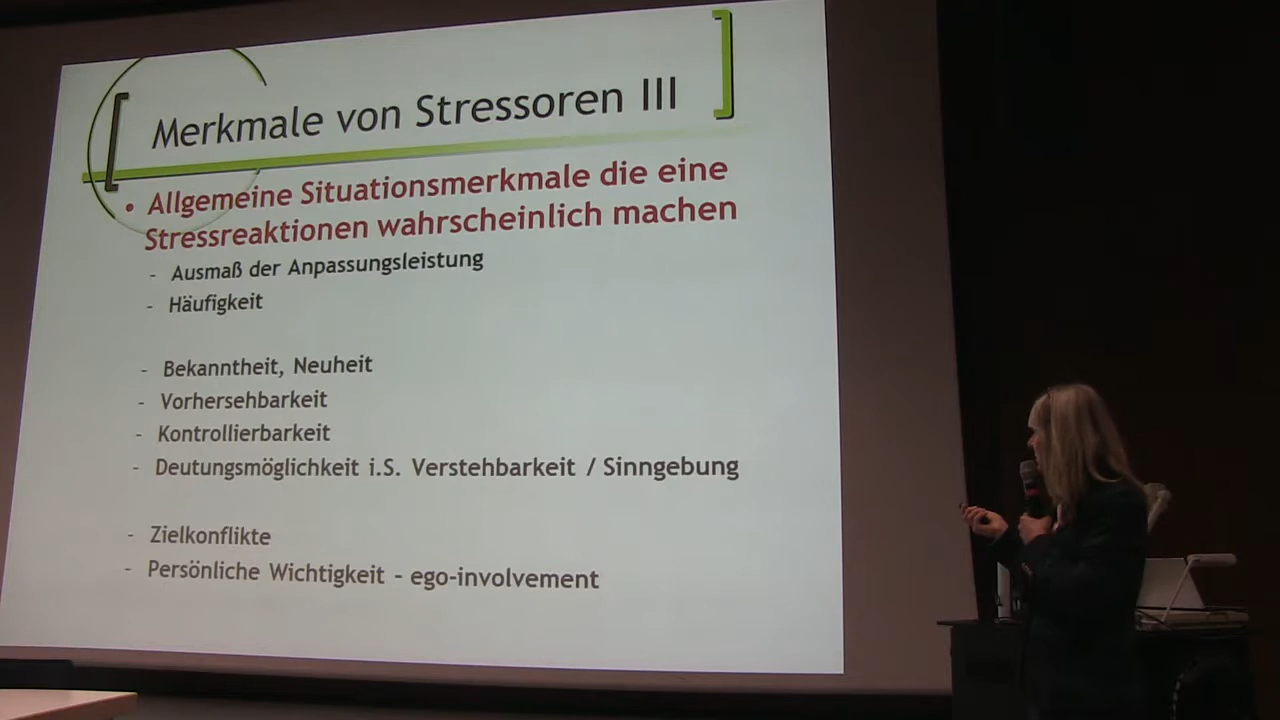 Merkmale von Stressoren III
• Allgemeine Situationsmerkmale die eine
Stressreaktionen wahrscheinlich machen
- Ausmaß der Anpassungsleistung
- Häufigkeit
- Bekanntheit, Neuheit
- Vorhersehbarkeit
- Kontrollierbarkeit
- Deutungsmöglichkeit i.S. Verstehbarkeit / Sinngebung
- Zielkonflikte
- Persönliche Wichtigkeit – ego-involvement